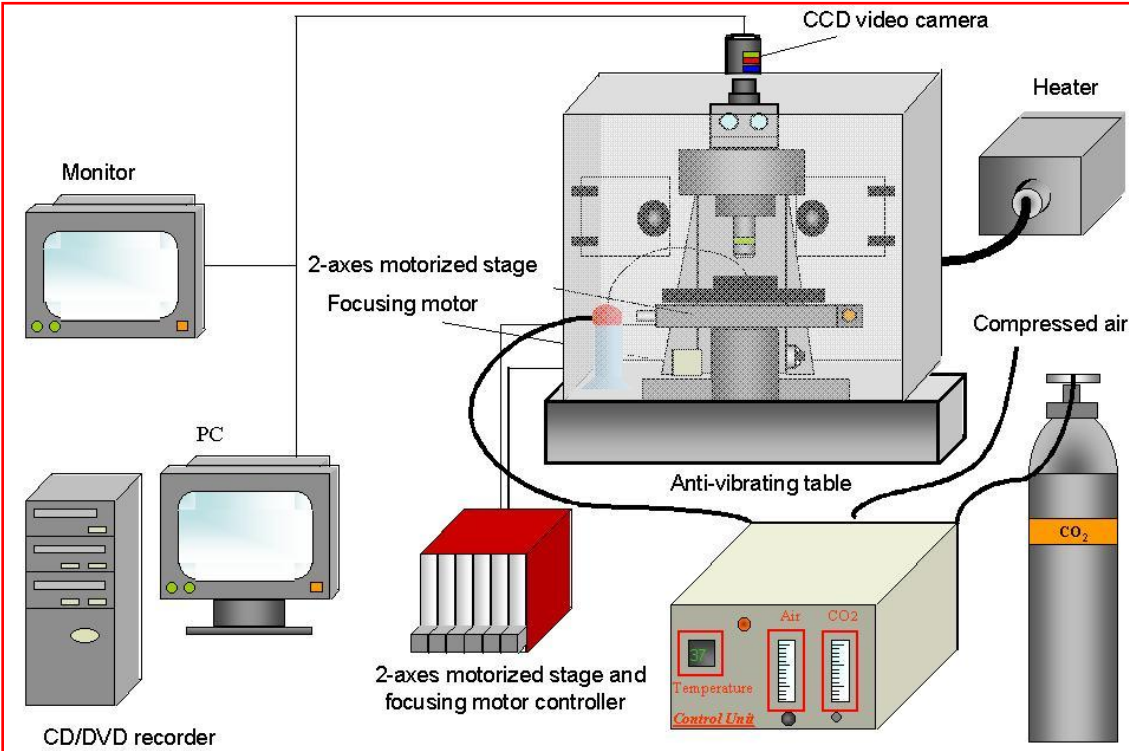 CCD video camera
Heater
Monitor
2-axes motorized stage
Focusing motor
Compressed air
PC
Anti-vibrating table
CO2
Air
CO2
37
Temperature
Control Unit
2-axes motorized stage and
focusing motor controller
CD/DVD recorder